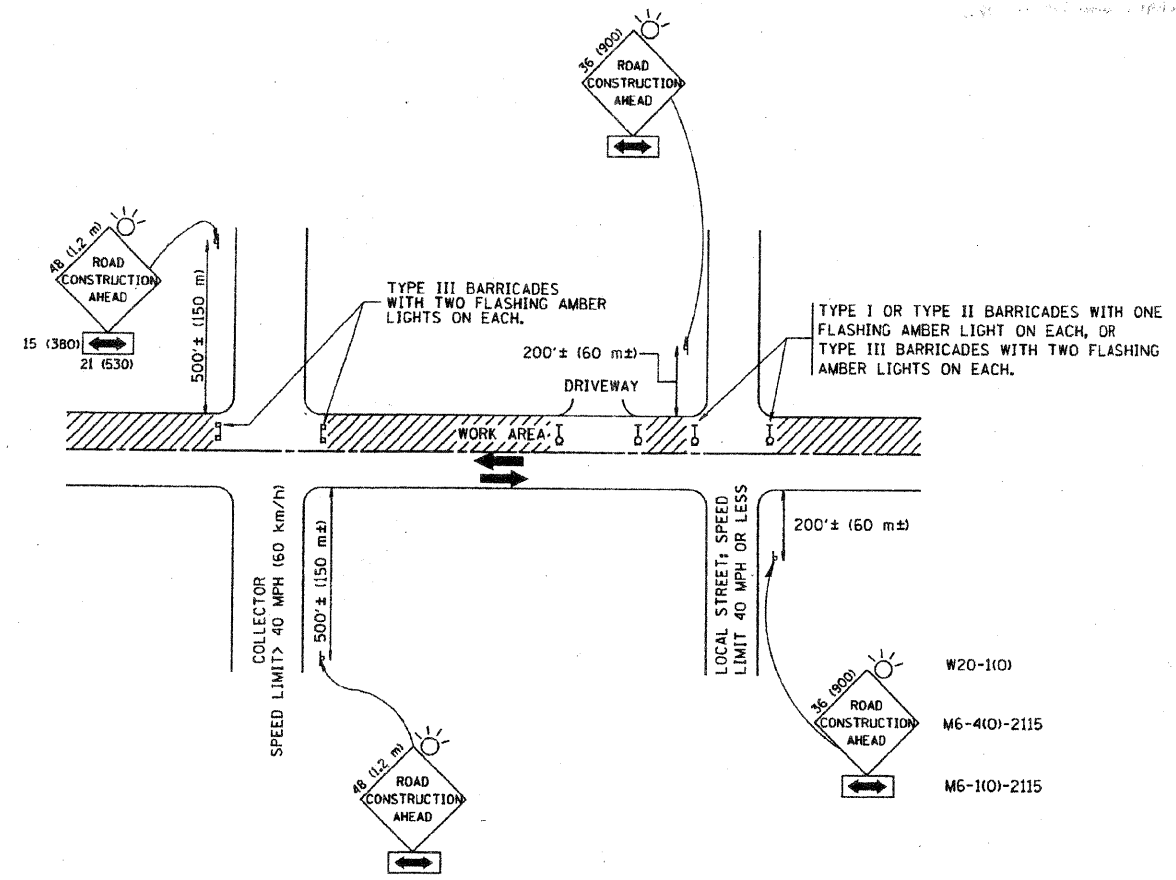 36 (900)
ROAD
CONSTRUCTION
AHEAD
48 (1.2 m)
ROAD
CONSTRUCTION
AHEAD
15 (380)
21 (530)
500'± (150 m)
TYPE III BARRICADES
WITH TWO FLASHING AMBER
LIGHTS ON EACH.
200'± (60 m±)
DRIVEWAY
TYPE I OR TYPE II BARRICADES WITH ONE
FLASHING AMBER LIGHT ON EACH, OR
TYPE III BARRICADES WITH TWO FLASHING
AMBER LIGHTS ON EACH.
WORK AREA
COLLECTOR
SPEED LIMIT> 40 MPH (60 km/h)
500'± (150 m±)
LOCAL STREET; SPEED
LIMIT 40 MPH OR LESS
200'± (60 m±)
48 (1.2 m)
ROAD
CONSTRUCTION
AHEAD
36 (900)
ROAD
CONSTRUCTION
AHEAD
W20-1(O)
M6-4(O)-2115
M6-1(O)-2115